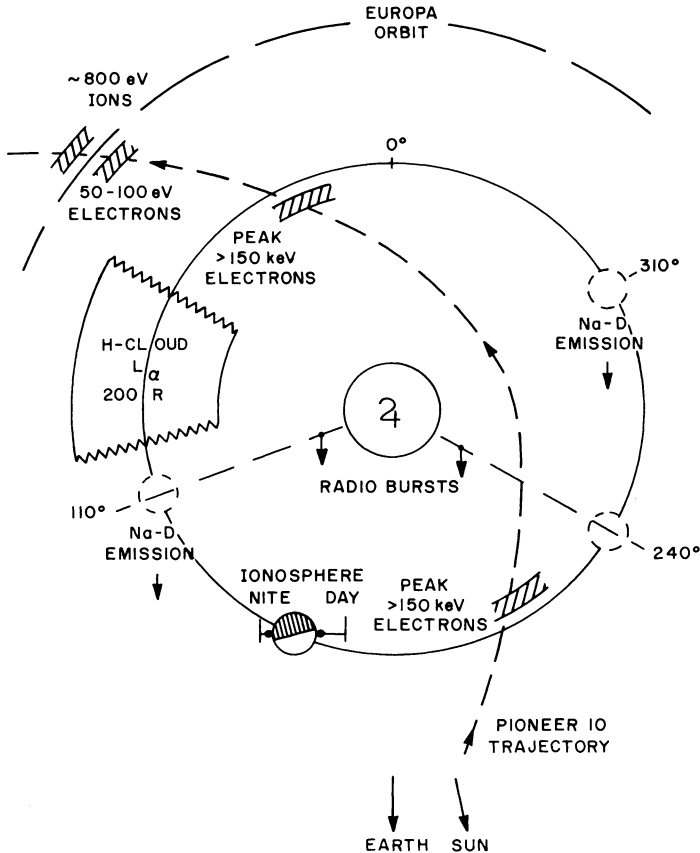 EUROPA
ORBIT
~800 eV
IONS
0°
50-100 eV
ELECTRONS
PEAK
>150 keV
ELECTRONS
310°
Na-D
EMISSION
H-CLOUD
Lα
200 R
♃
RADIO BURSTS
110°
Na-D
EMISSION
240°
IONOSPHERE
NITE DAY
PEAK
>150 keV
ELECTRONS
PIONEER 10
TRAJECTORY
EARTH SUN